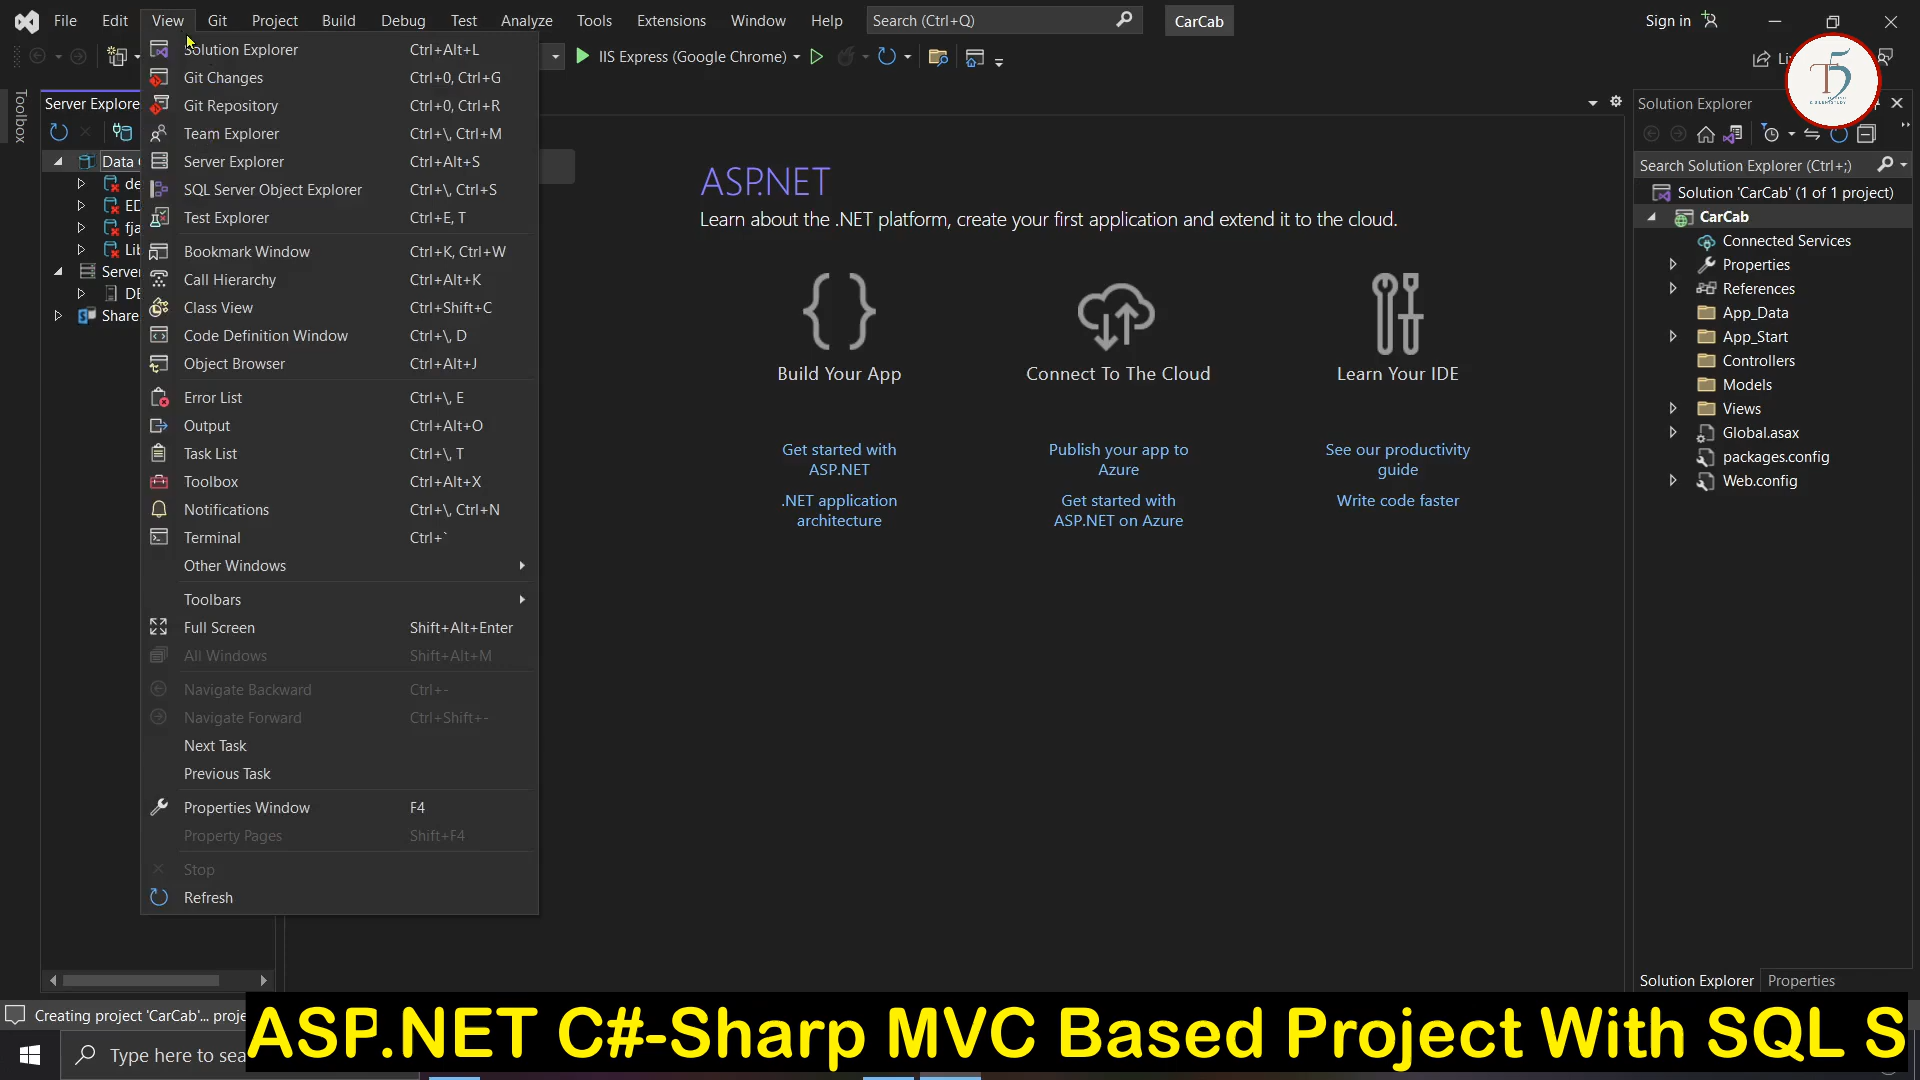 File Edit View Git Project Build Debug Test Analyze Tools Extensions Window Help Search (Ctrl+Q) CarCab Sign in
IIS Express (Google Chrome)
Toolbox
Server Explore
Data
de
ED
fja
Lib
Server
DE
Share
Solution Explorer Ctrl+Alt+L
Git Changes Ctrl+0, Ctrl+G
Git Repository Ctrl+0, Ctrl+R
Team Explorer Ctrl+\, Ctrl+M
Server Explorer Ctrl+Alt+S
SQL Server Object Explorer Ctrl+\, Ctrl+S
Test Explorer Ctrl+E, T
Bookmark Window Ctrl+K, Ctrl+W
Call Hierarchy Ctrl+Alt+K
Class View Ctrl+Shift+C
Code Definition Window Ctrl+\, D
Object Browser Ctrl+Alt+J
Error List Ctrl+\, E
Output Ctrl+Alt+O
Task List Ctrl+\, T
Toolbox Ctrl+Alt+X
Notifications Ctrl+\, Ctrl+N
Terminal Ctrl+`
Other Windows
Toolbars
Full Screen Shift+Alt+Enter
All Windows Shift+Alt+M
Navigate Backward Ctrl+-
Navigate Forward Ctrl+Shift+-
Next Task
Previous Task
Properties Window F4
Property Pages Shift+F4
Stop
Refresh
ASP.NET
Learn about the .NET platform, create your first application and extend it to the cloud.
Build Your App
Get started with
ASP.NET
.NET application
architecture
Connect To The Cloud
Publish your app to
Azure
Get started with
ASP.NET on Azure
Learn Your IDE
See our productivity
guide
Write code faster
T5
Solution Explorer
Search Solution Explorer (Ctrl+;)
Solution 'CarCab' (1 of 1 project)
CarCab
Connected Services
Properties
References
App_Data
App_Start
Controllers
Models
Views
Global.asax
packages.config
Web.config
Solution Explorer Properties
Creating project 'CarCab'... proje
Type here to sea
ASP.NET C#-Sharp MVC Based Project With SQL S